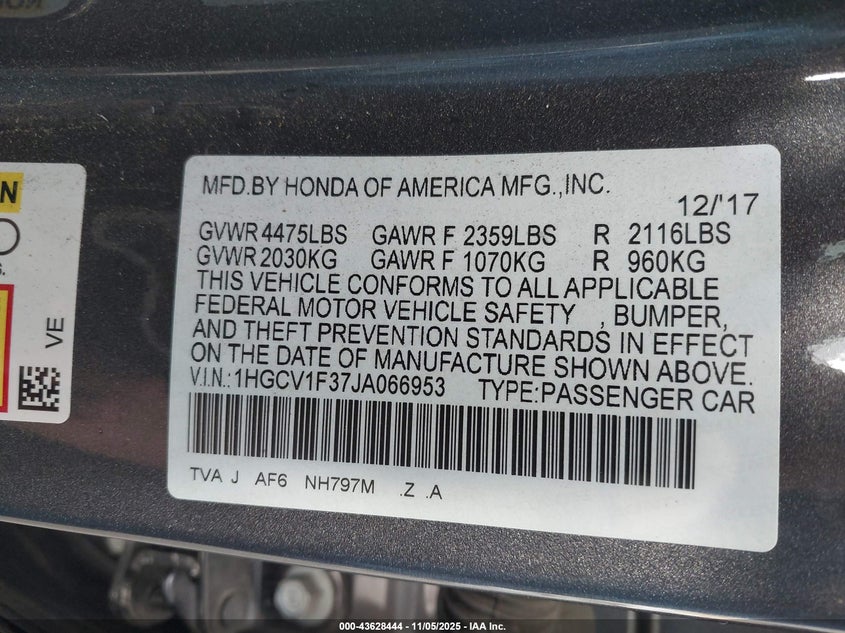 MFD.BY HONDA OF AMERICA MFG.,INC.
12/'17
GVWR 4475LBS GAWR F 2359LBS R 2116LBS
GVWR 2030KG GAWR F 1070KG R 960KG
THIS VEHICLE CONFORMS TO ALL APPLICABLE
FEDERAL MOTOR VEHICLE SAFETY , BUMPER,
AND THEFT PREVENTION STANDARDS IN EFFECT
ON THE DATE OF MANUFACTURE SHOWN ABOVE.
V.I.N.:1HGCV1F37JA066953 TYPE:PASSENGER CAR
TVA J AF6 NH797M .Z .A
VE
000-43628444 - 11/05/2025 - IAA Inc.